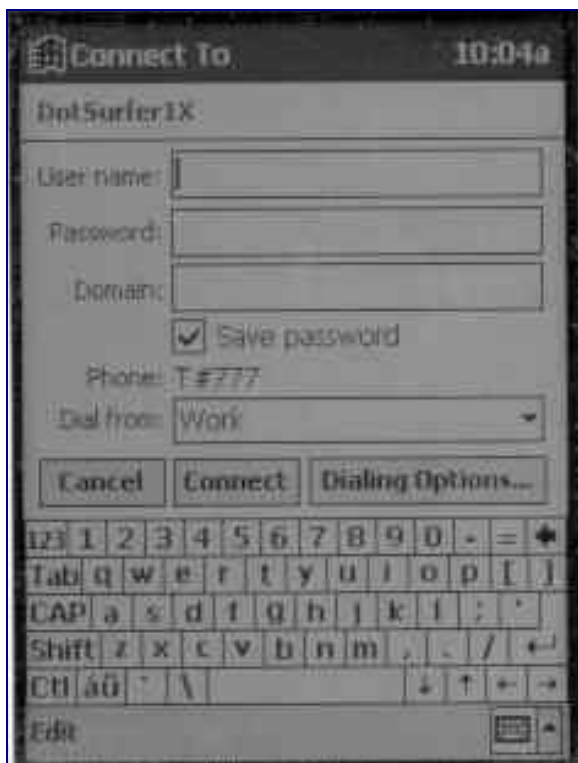 Connect To 10:04a
DotSurfer1X
User name:
Password:
Domain:
Save password
Phone: T#777
Dial from: Work
Cancel Connect Dialing Options...
123 1 2 3 4 5 6 7 8 9 0 - =
Tab q w e r t y u i o p [ ]
CAP a s d f g h j k l ; '
Shift z x c v b n m , . /
Ctl áü ` \
Edit